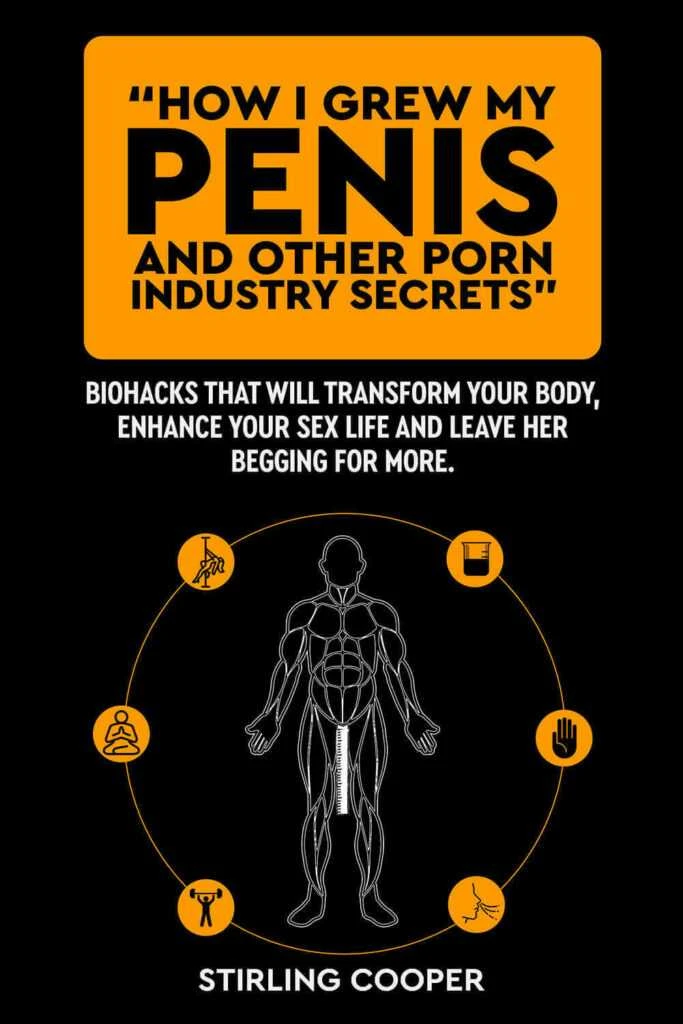 “HOW I GREW MY
PENIS
AND OTHER PORN
INDUSTRY SECRETS”
BIOHACKS THAT WILL TRANSFORM YOUR BODY,
ENHANCE YOUR SEX LIFE AND LEAVE HER
BEGGING FOR MORE.
STIRLING COOPER